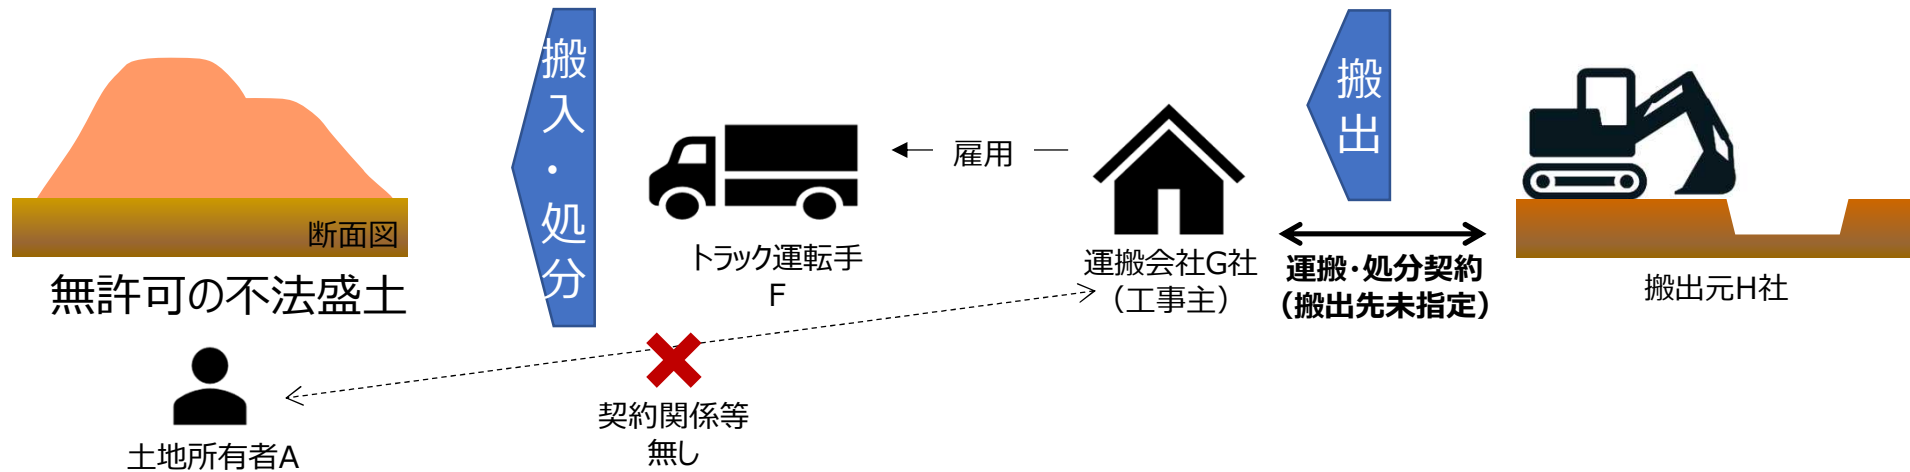 搬入・処分
搬出
雇用
断面図
無許可の不法盛土
トラック運転手
F
運搬会社G社
（工事主）
運搬・処分契約
（搬出先未指定）
搬出元H社
契約関係等
無し
土地所有者A